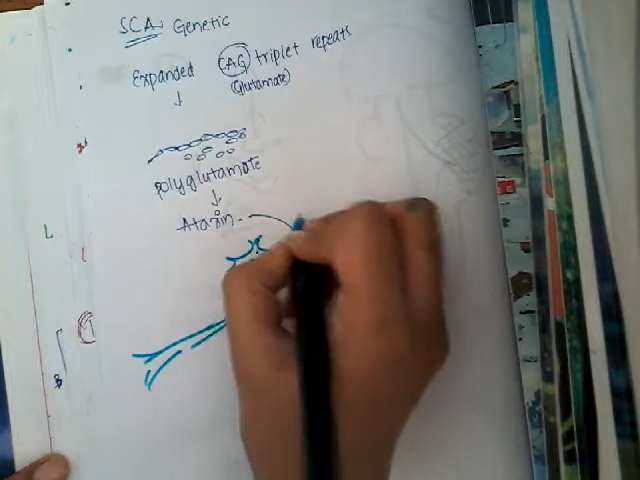 SCA Genetic
Expanded CAG triplet repeats
(Glutamate)
↓
polyglutamate
↓
Ataxin.